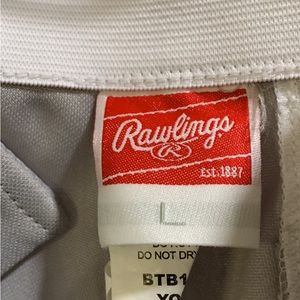 Rawlings
R
EST. 1887
L
DO NOT DRY
BTB1
YO